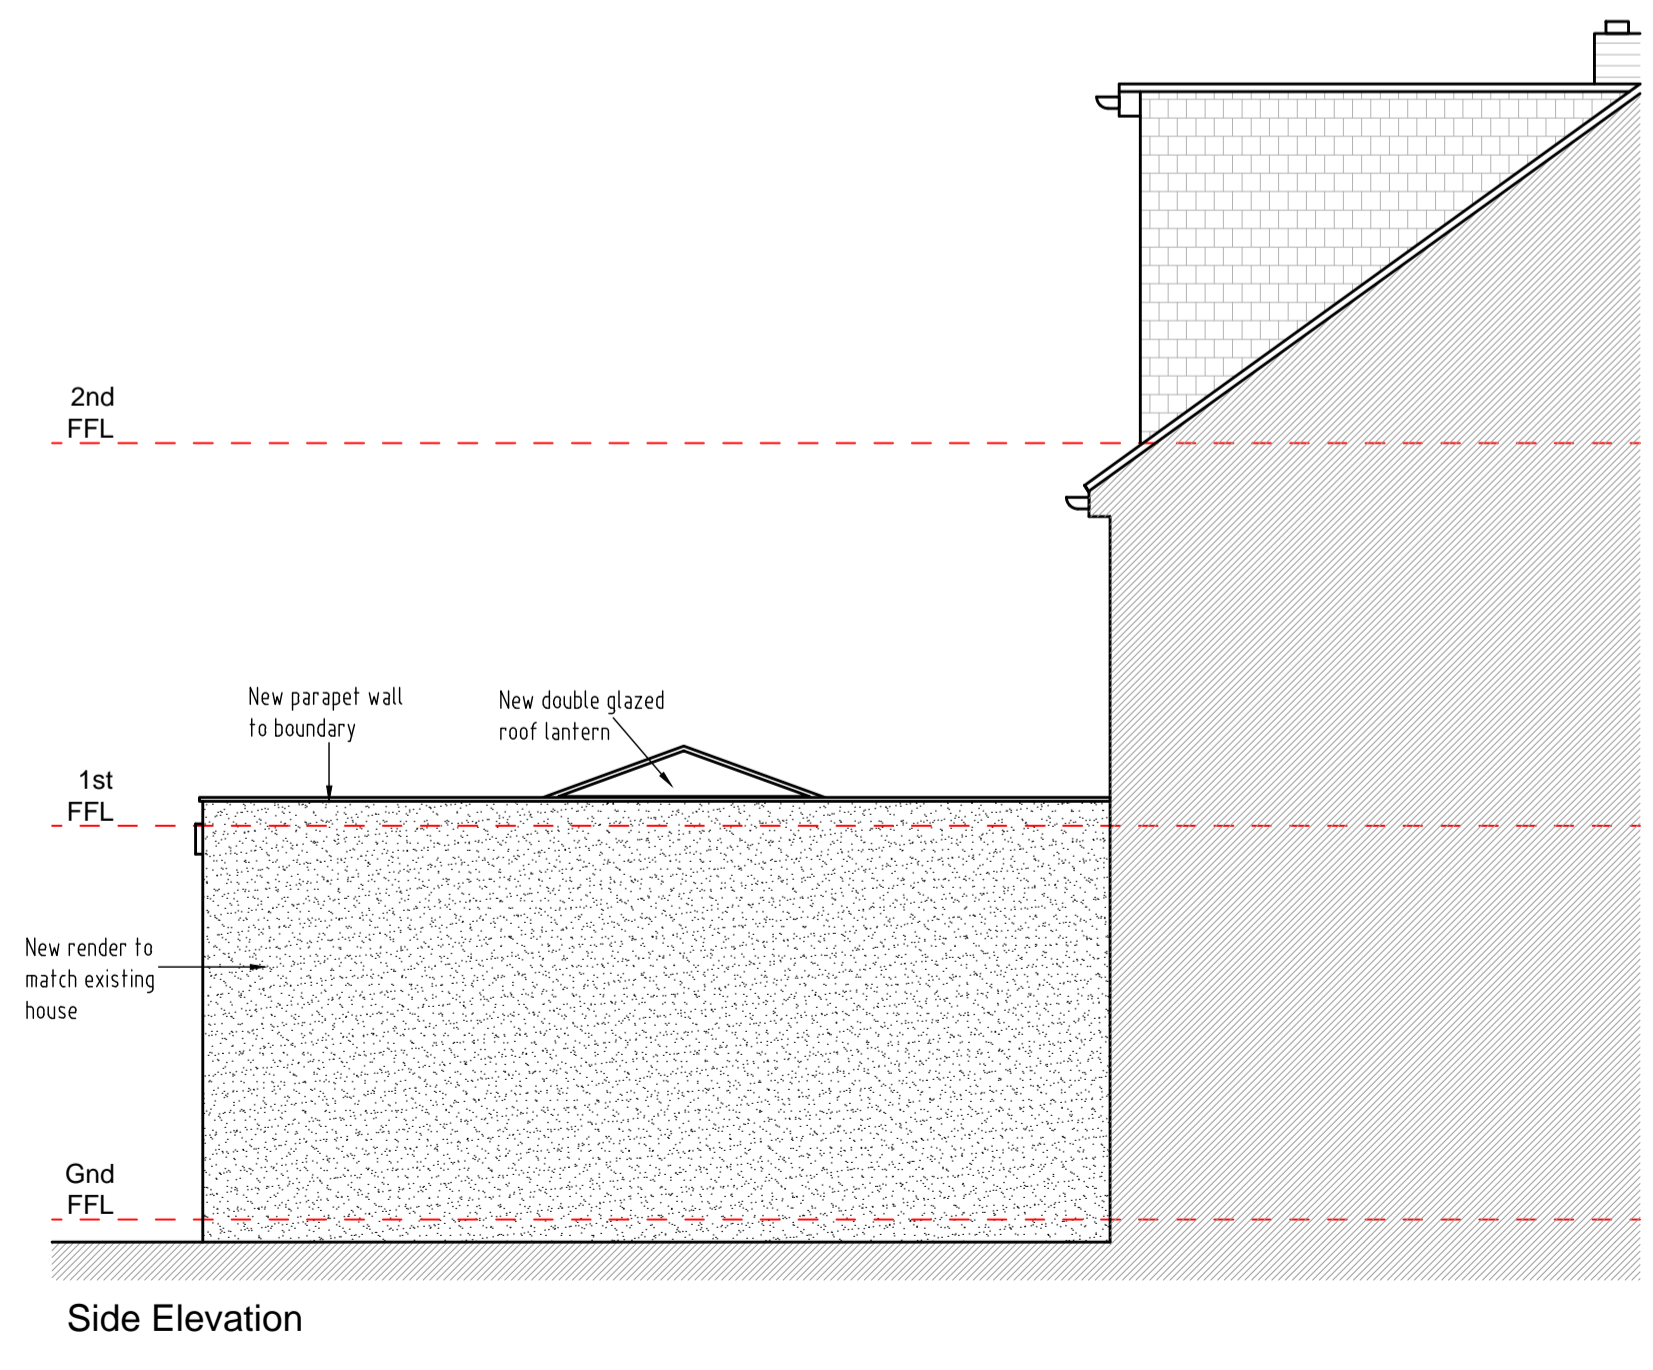 2nd
FFL
New parapet wall
to boundary
New double glazed
roof lantern
1st
FFL
New render to
match existing
house
Gnd
FFL
Side Elevation